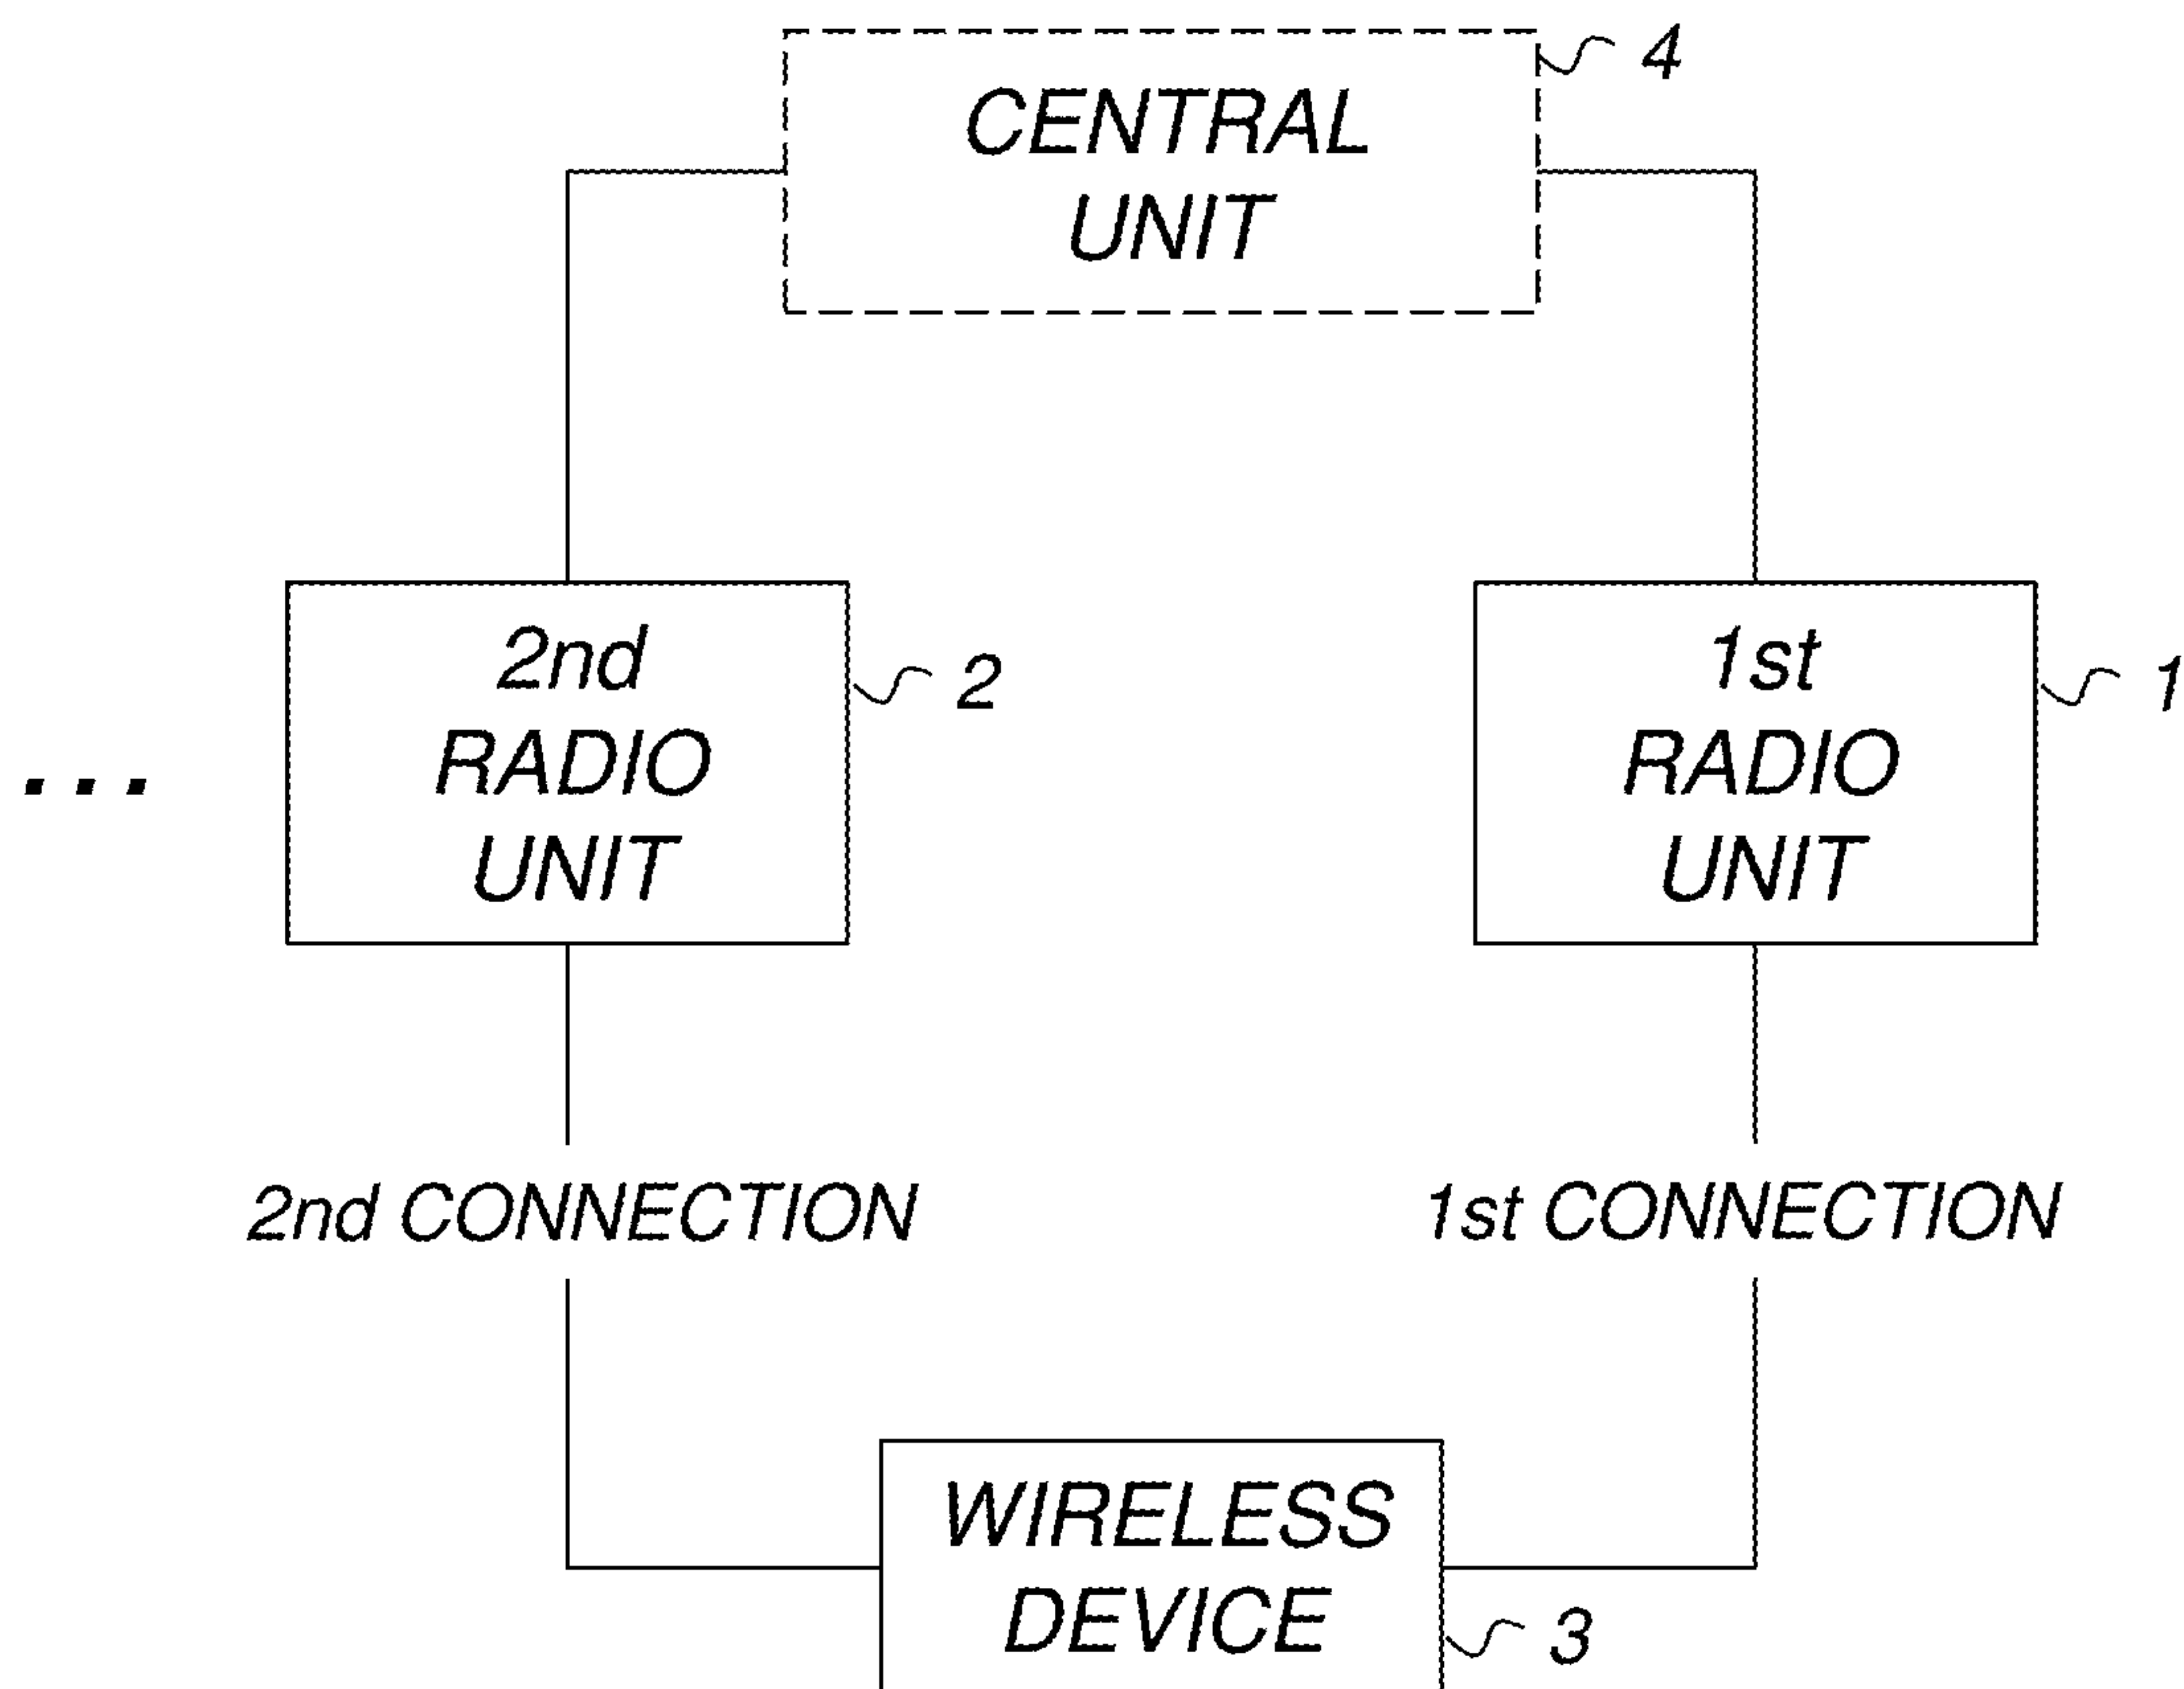 CENTRAL
UNIT
4
2nd
RADIO
UNIT
2
1st
RADIO
UNIT
1
...
2nd CONNECTION
1st CONNECTION
WIRELESS
DEVICE
3